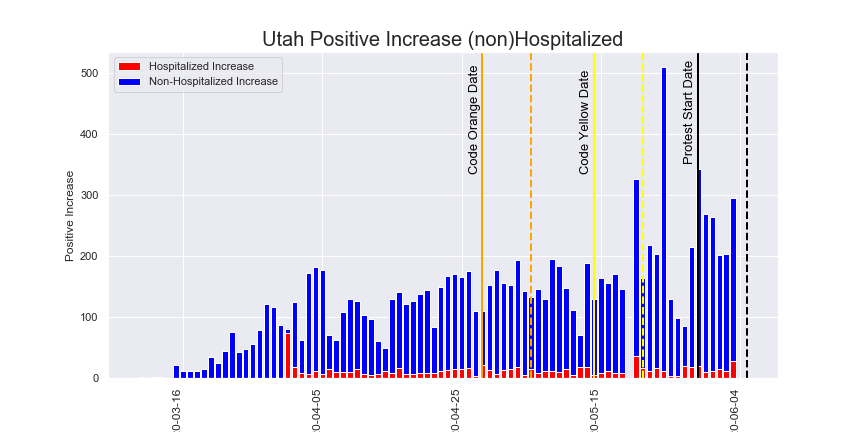 Utah Positive Increase (non)Hospitalized
Hospitalized Increase
Non-Hospitalized Increase
Code Orange Date
Code Yellow Date
Protest Start Date
Positive Increase
500
400
300
200
100
0
0-03-16
0-04-05
0-04-25
0-05-15
0-06-04